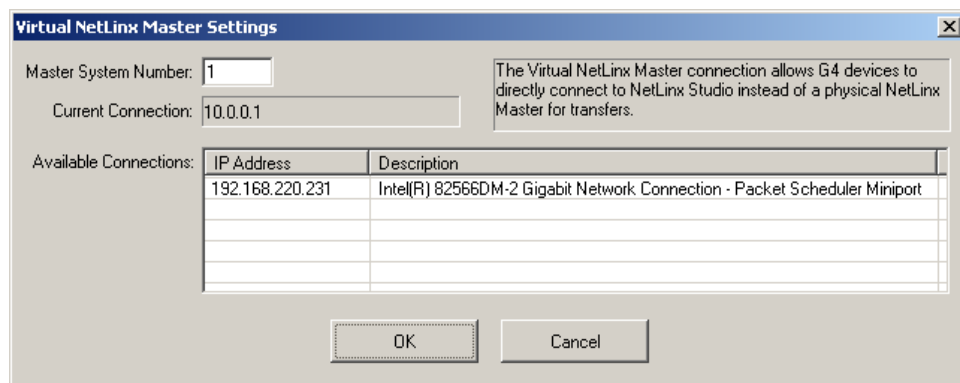 Virtual NetLinx Master Settings
Master System Number: 1
Current Connection: 10.0.0.1
The Virtual NetLinx Master connection allows G4 devices to
directly connect to NetLinx Studio instead of a physical NetLinx
Master for transfers.
Available Connections:
IP Address Description
192.168.220.231 Intel(R) 82566DM-2 Gigabit Network Connection - Packet Scheduler Miniport
OK Cancel